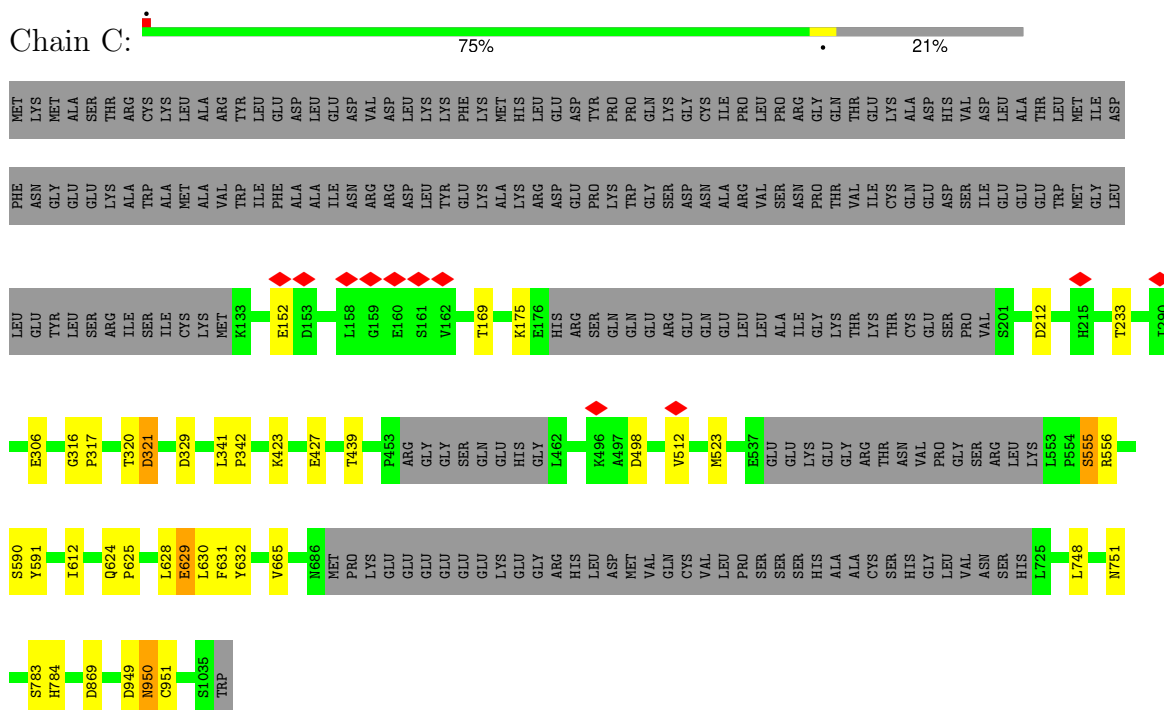 Chain C:
75%
21%
MET LYS MET ALA SER THR ARG CYS LYS LEU ALA ARG TYR LEU GLU ASP LEU GLU ASP VAL ASP LEU LYS LYS PHE LYS MET HIS LEU GLU ASP TYR PRO PRO GLN LYS GLY CYS ILE PRO LEU PRO ARG GLY GLN THR GLU LYS ALA ASP HIS VAL ASP LEU ALA THR LEU MET ILE ASP
PHE ASN GLY GLU GLU LYS ALA TRP ALA MET ALA VAL TRP ILE PHE ALA ALA ILE ASN ARG ARG ASP LEU TYR GLU LYS ALA LYS ARG ASP GLU PRO LYS TRP GLY SER ASP ASN ALA ARG VAL SER ASN PRO THR VAL ILE CYS GLN GLU ASP SER ILE GLU GLU GLU TRP MET GLY LEU
LEU GLU TYR LEU SER ARG ILE SER ILE CYS LYS MET K133 E152 D153 L158 G159 E160 S161 V162 T169 K175 E176 HIS ARG SER GLN GLN GLU ARG GLU GLN GLU LEU LEU ALA ILE GLY LYS THR LYS THR CYS GLU SER PRO VAL S201 D212 H215 T233 I290
E306 G316 P317 T320 D321 D329 L341 P342 K423 E427 T439 P453 ARG GLY GLY SER GLN GLU HIS GLY L462 K496 A497 D498 V512 M523 E537 GLU GLU LYS GLU GLY ARG THR ASN VAL PRO GLY SER ARG LEU LYS L553 P554 S555 R556
S590 Y591 I612 Q624 P625 L628 E629 L630 F631 Y632 V665 N686 MET PRO LYS GLU GLU GLU GLU GLU GLU LYS GLU GLY ARG HIS LEU ASP MET VAL GLN CYS VAL LEU PRO SER SER SER HIS ALA ALA CYS SER HIS GLY LEU VAL ASN SER HIS L725 L748 N751
S783 H784 D869 D949 N950 C951 S1035 TRP